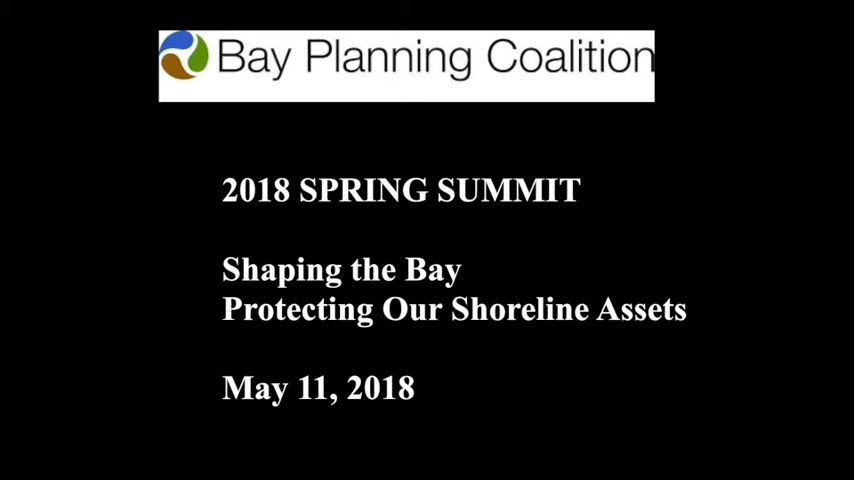 Bay Planning Coalition
2018 SPRING SUMMIT
Shaping the Bay
Protecting Our Shoreline Assets
May 11, 2018